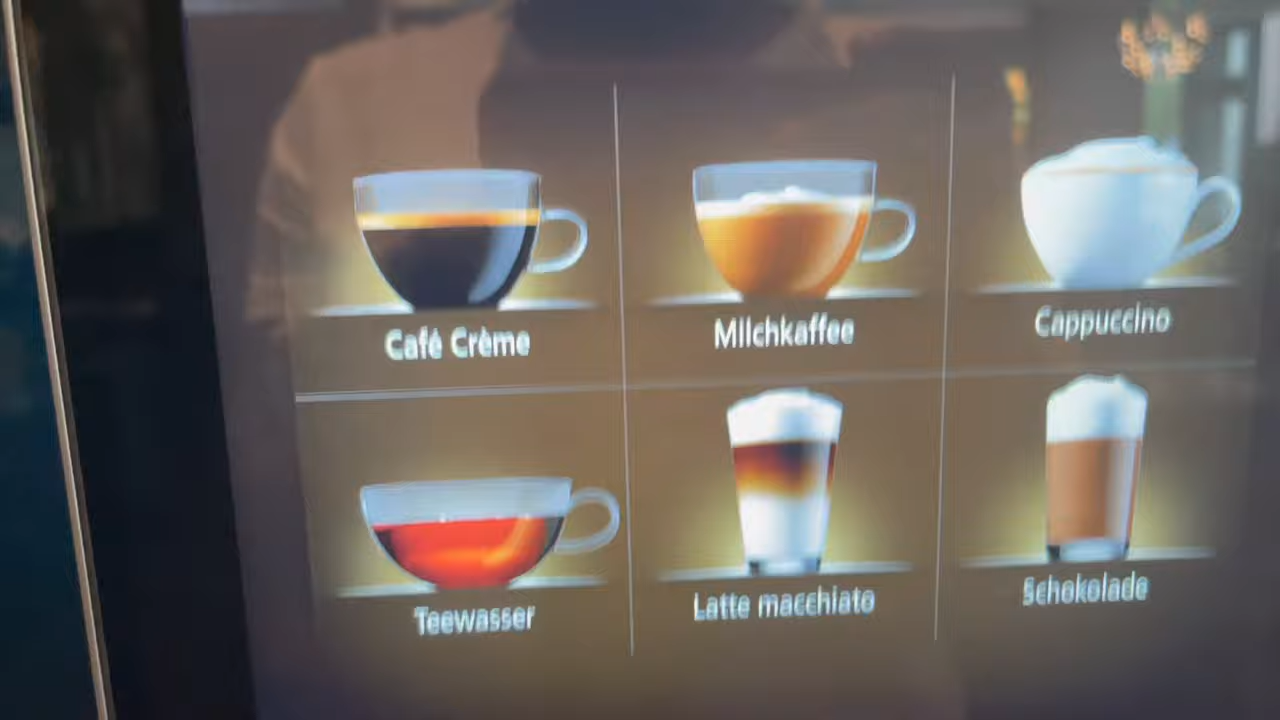 Café Crème
Milchkaffee
Cappuccino
Teewasser
Latte macchiato
Schokolade